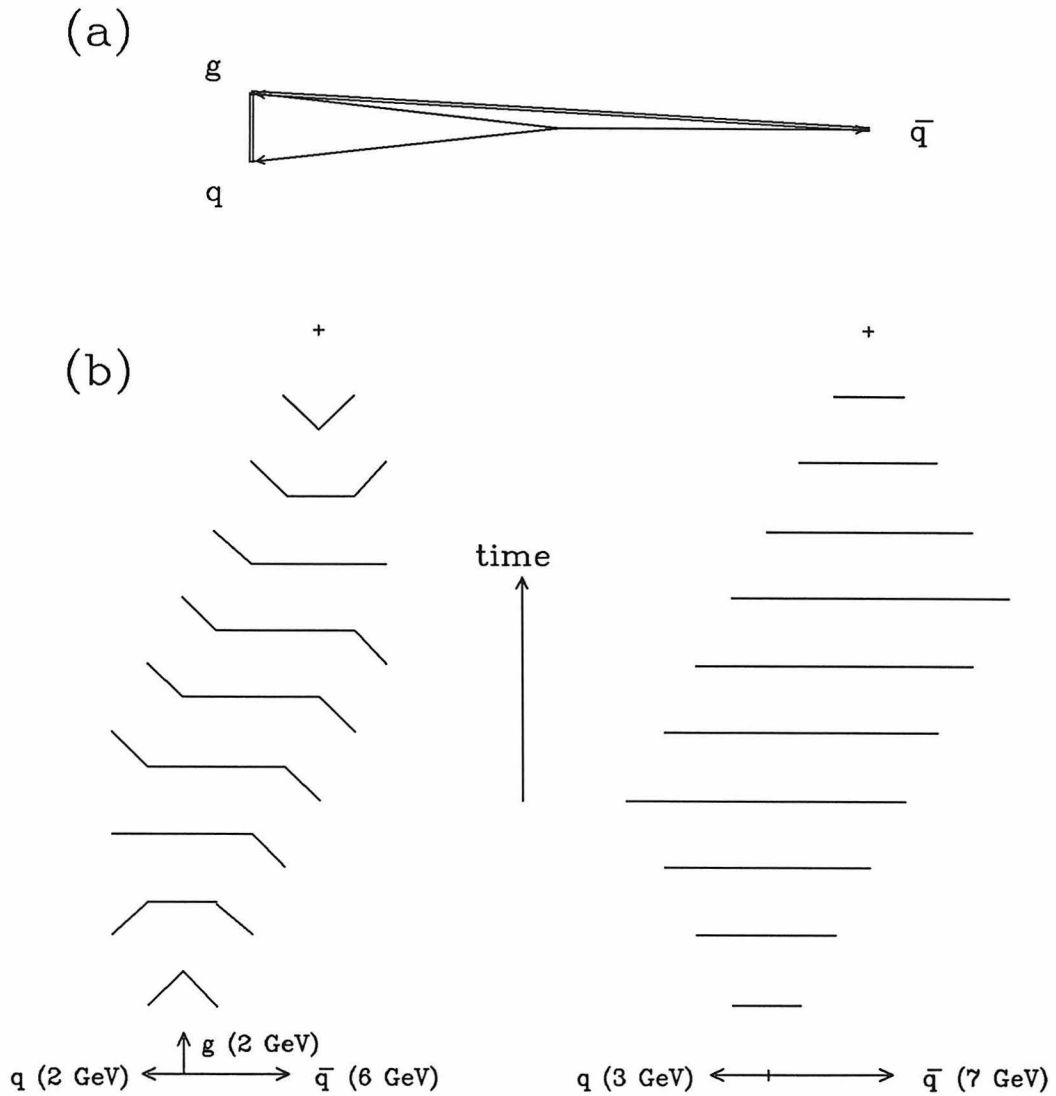 (a)
g
q̅
q
+ +
(b)
time
g (2 GeV)
q (2 GeV) q̅ (6 GeV) q (3 GeV) q̅ (7 GeV)